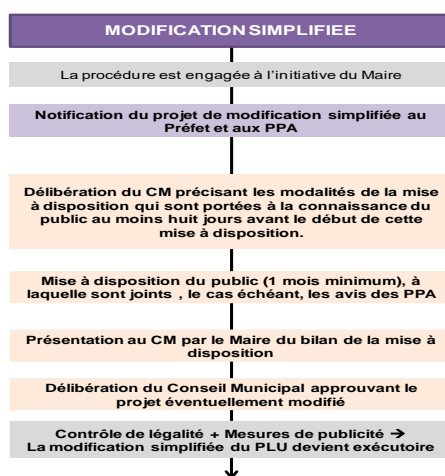 MODIFICATION SIMPLIFIEE
La procédure est engagée à l'initiative du Maire
Notification du projet de modification simplifiée au
Préfet et aux PPA
Délibération du CM précisant les modalités de la mise
à disposition qui sont portées à la connaissance du
public au moins huit jours avant le début de cette
mise à disposition.
Mise à disposition du public (1 mois minimum), à
laquelle sont joints , le cas échéant, les avis des PPA
Présentation au CM par le Maire du bilan de la mise à
disposition
Délibération du Conseil Municipal approuvant le
projet éventuellement modifié
Contrôle de légalité + Mesures de publicité →
La modification simplifiée du PLU devient exécutoire